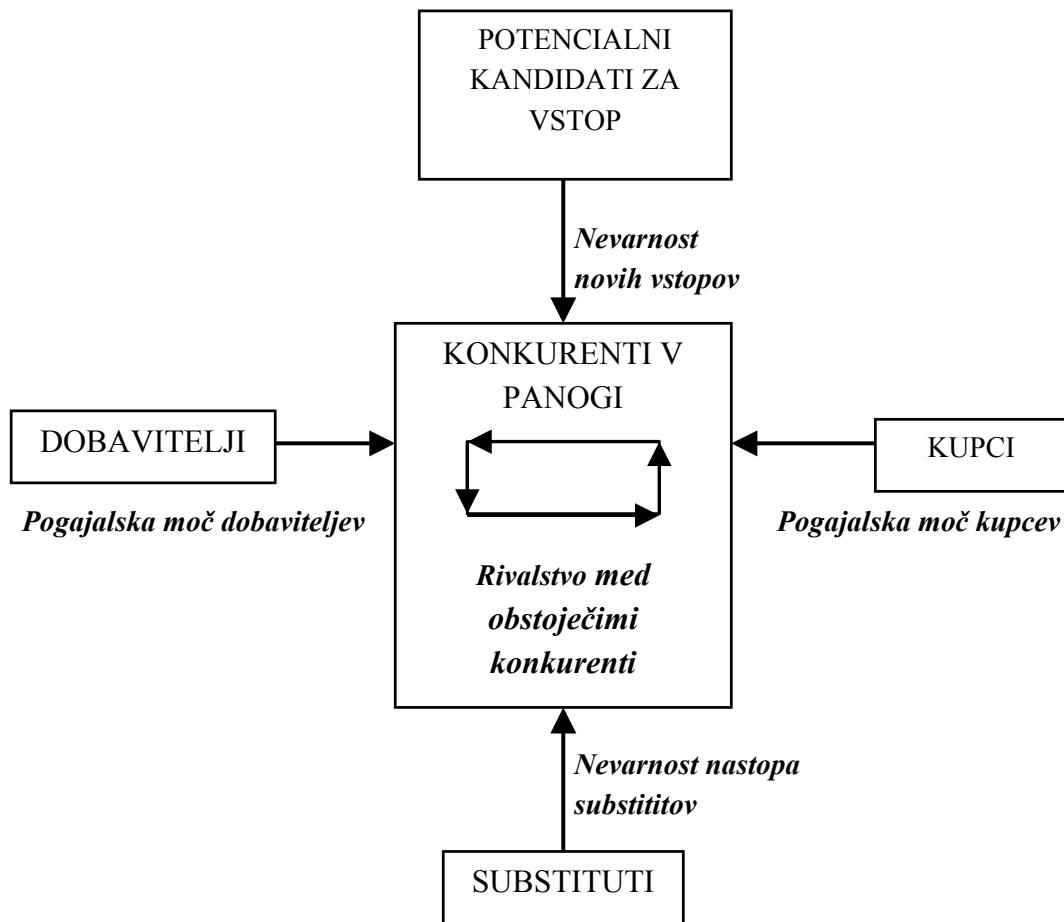 POTENCIALNI
KANDIDATI ZA
VSTOP
Nevarnost
novih vstopov
KONKURENTI V
PANOGI
DOBAVITELJI
KUPCI
Pogajalska moč dobaviteljev
Pogajalska moč kupcev
Rivalstvo med
obstoječimi
konkurenti
Nevarnost nastopa
substititov
SUBSTITUTI